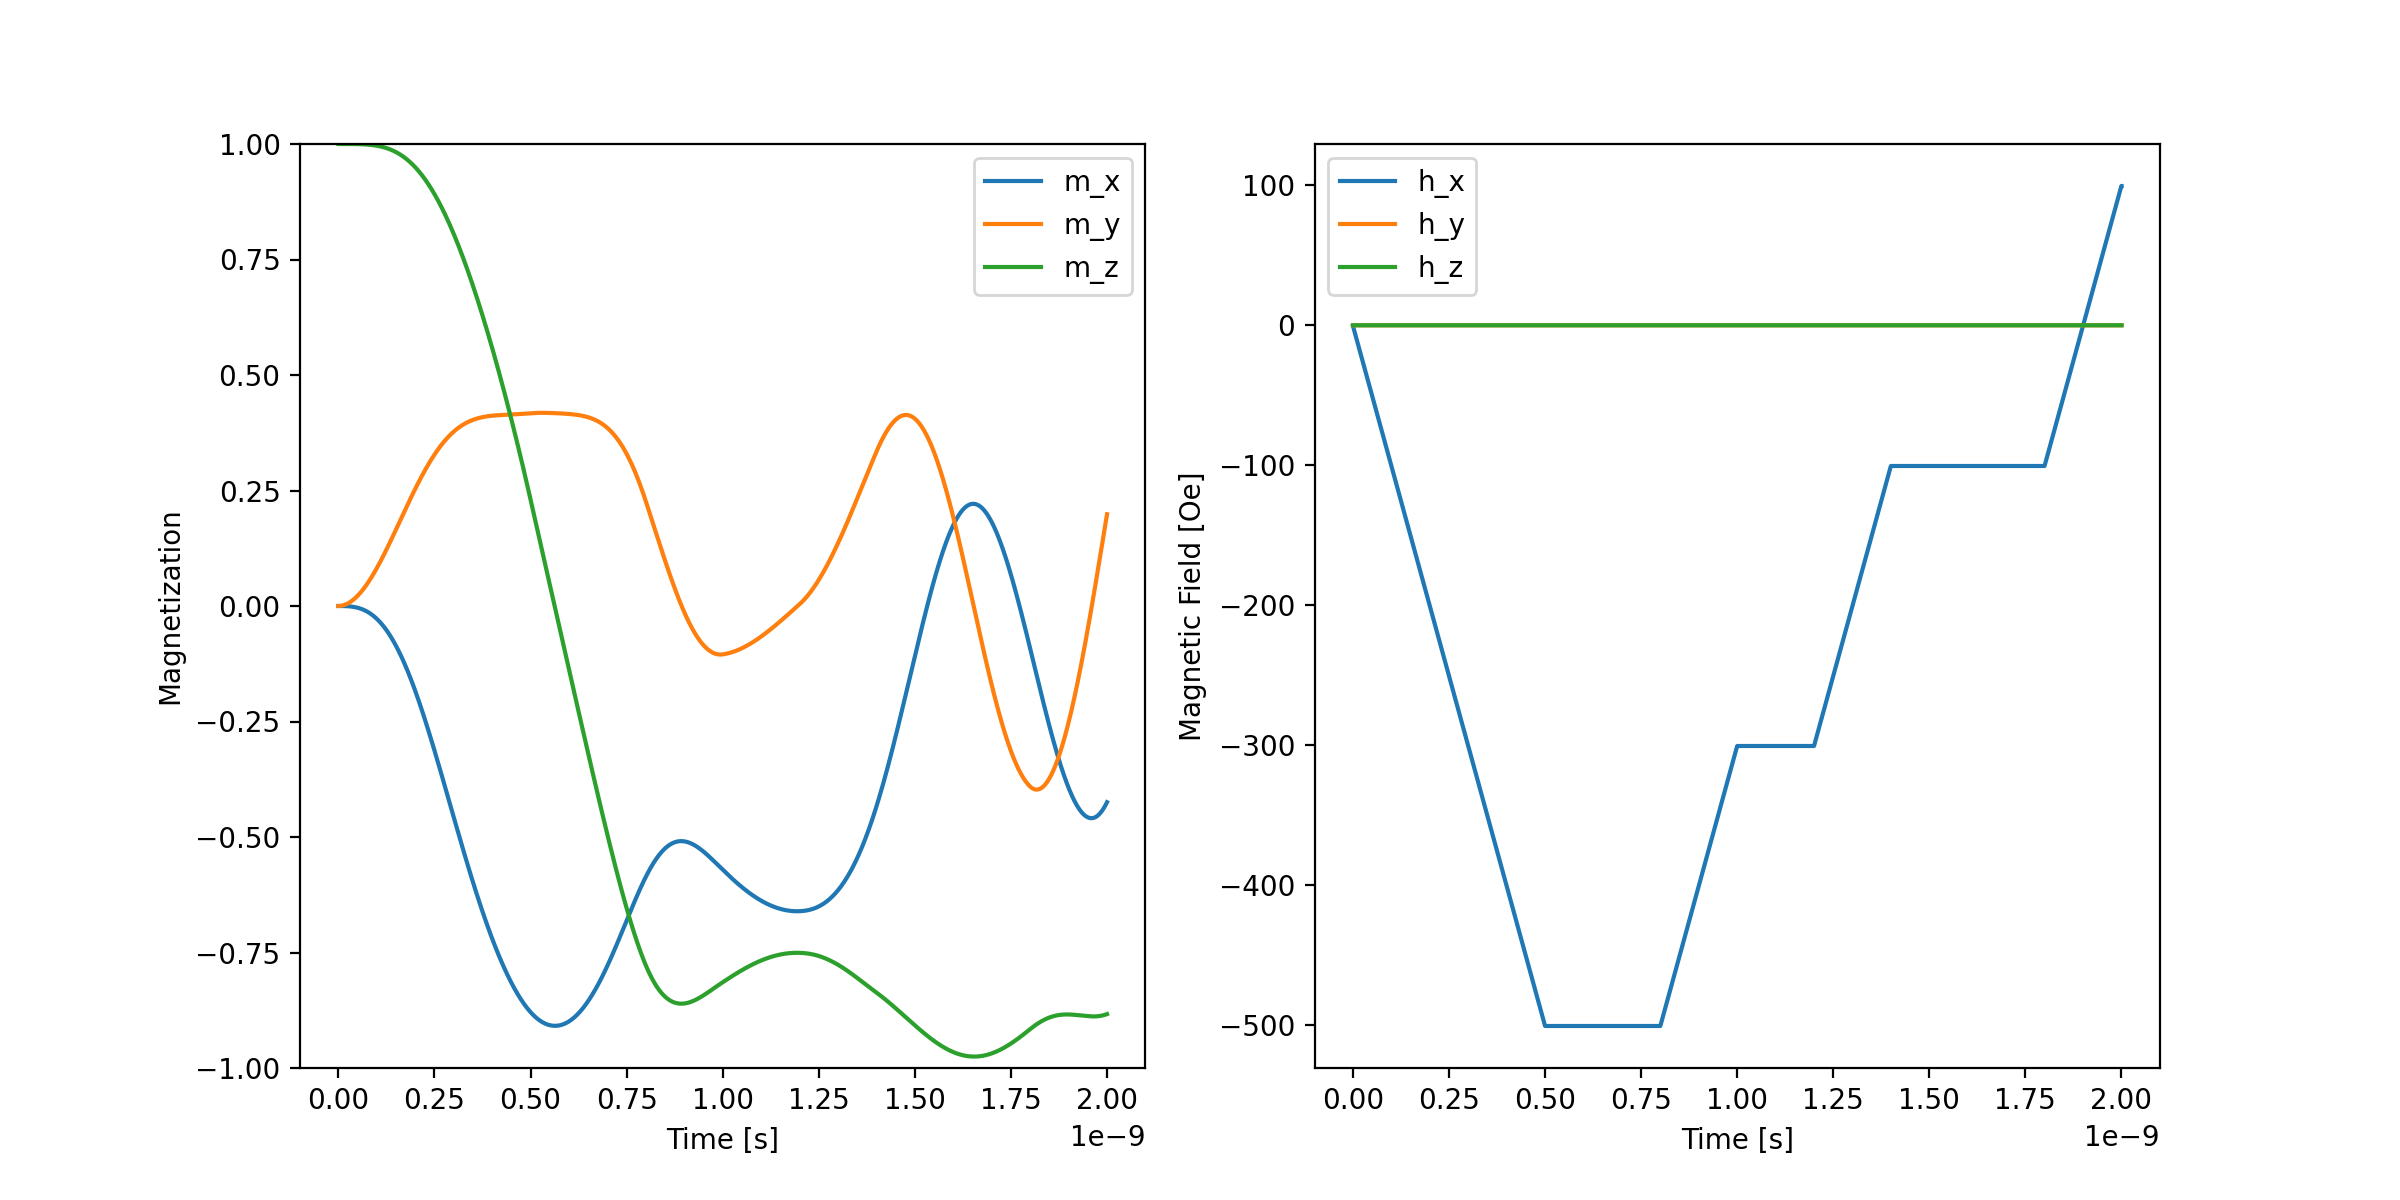 Magnetization
1.00
0.75
0.50
0.25
0.00
−0.25
−0.50
−0.75
−1.00
m_x
m_y
m_z
0.00 0.25 0.50 0.75 1.00 1.25 1.50 1.75 2.00
Time [s]
1e−9
Magnetic Field [Oe]
100
0
−100
−200
−300
−400
−500
h_x
h_y
h_z
0.00 0.25 0.50 0.75 1.00 1.25 1.50 1.75 2.00
Time [s]
1e−9